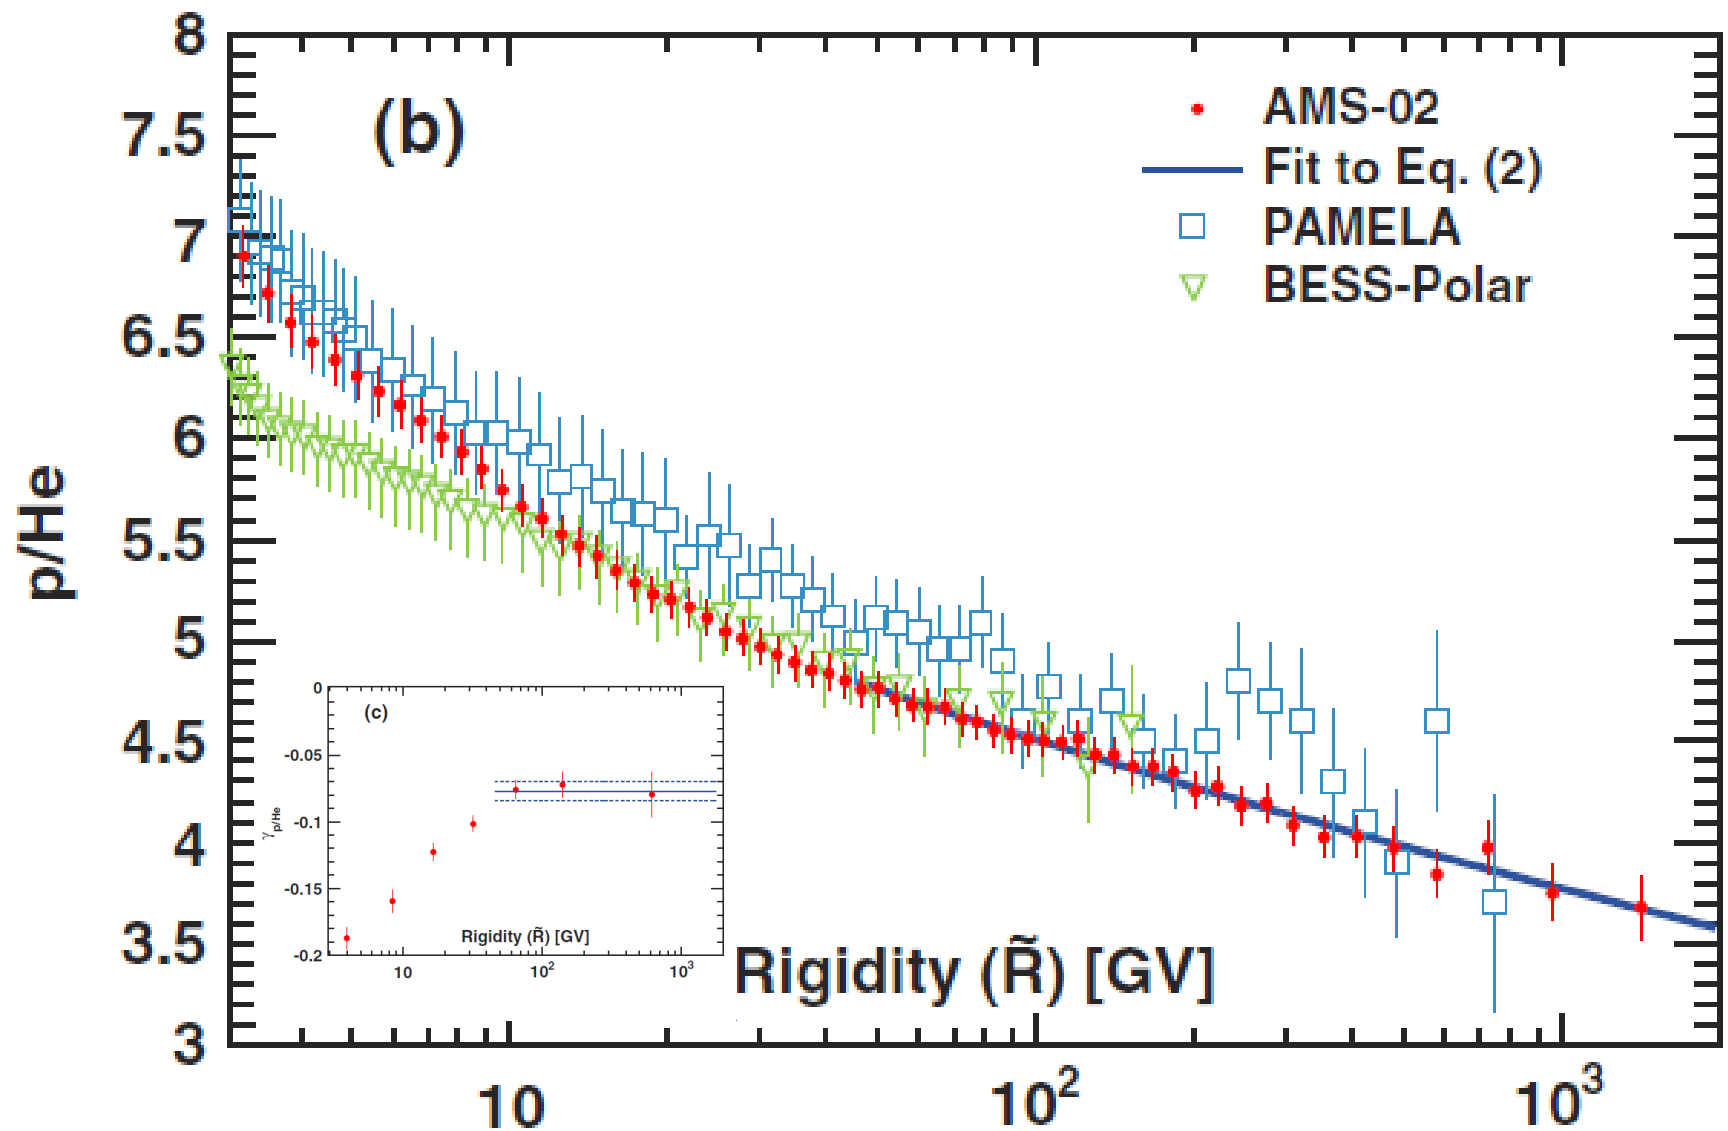 8
7.5
7
6.5
6
5.5
5
4.5
4
3.5
3
p/He
(b)
AMS-02
Fit to Eq. (2)
PAMELA
BESS-Polar
(c)
0
-0.05
-0.1
-0.15
-0.2
γp/He
Rigidity (R̃) [GV]
10
10²
10³
Rigidity (R̃) [GV]
10
10²
10³